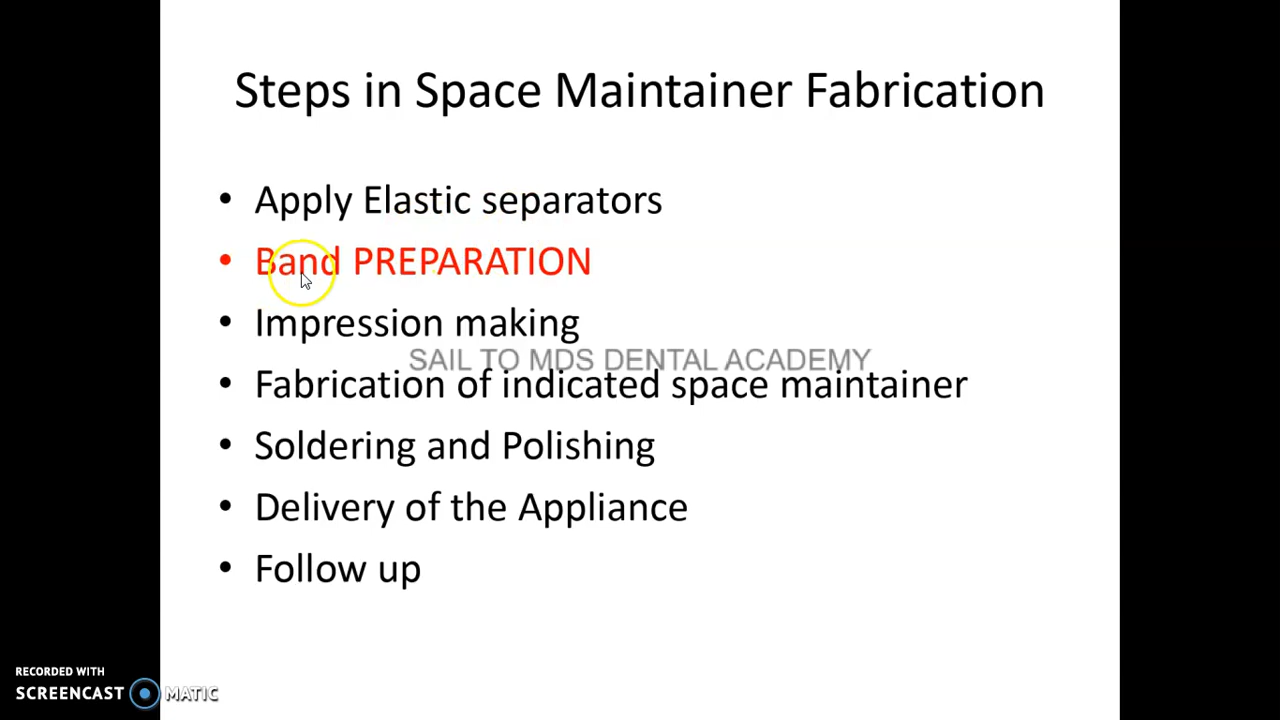 Steps in Space Maintainer Fabrication
• Apply Elastic separators
• Band PREPARATION
• Impression making
SAIL TO MDS DENTAL ACADEMY
• Fabrication of indicated space maintainer
• Soldering and Polishing
• Delivery of the Appliance
• Follow up
RECORDED WITH
SCREENCAST MATIC